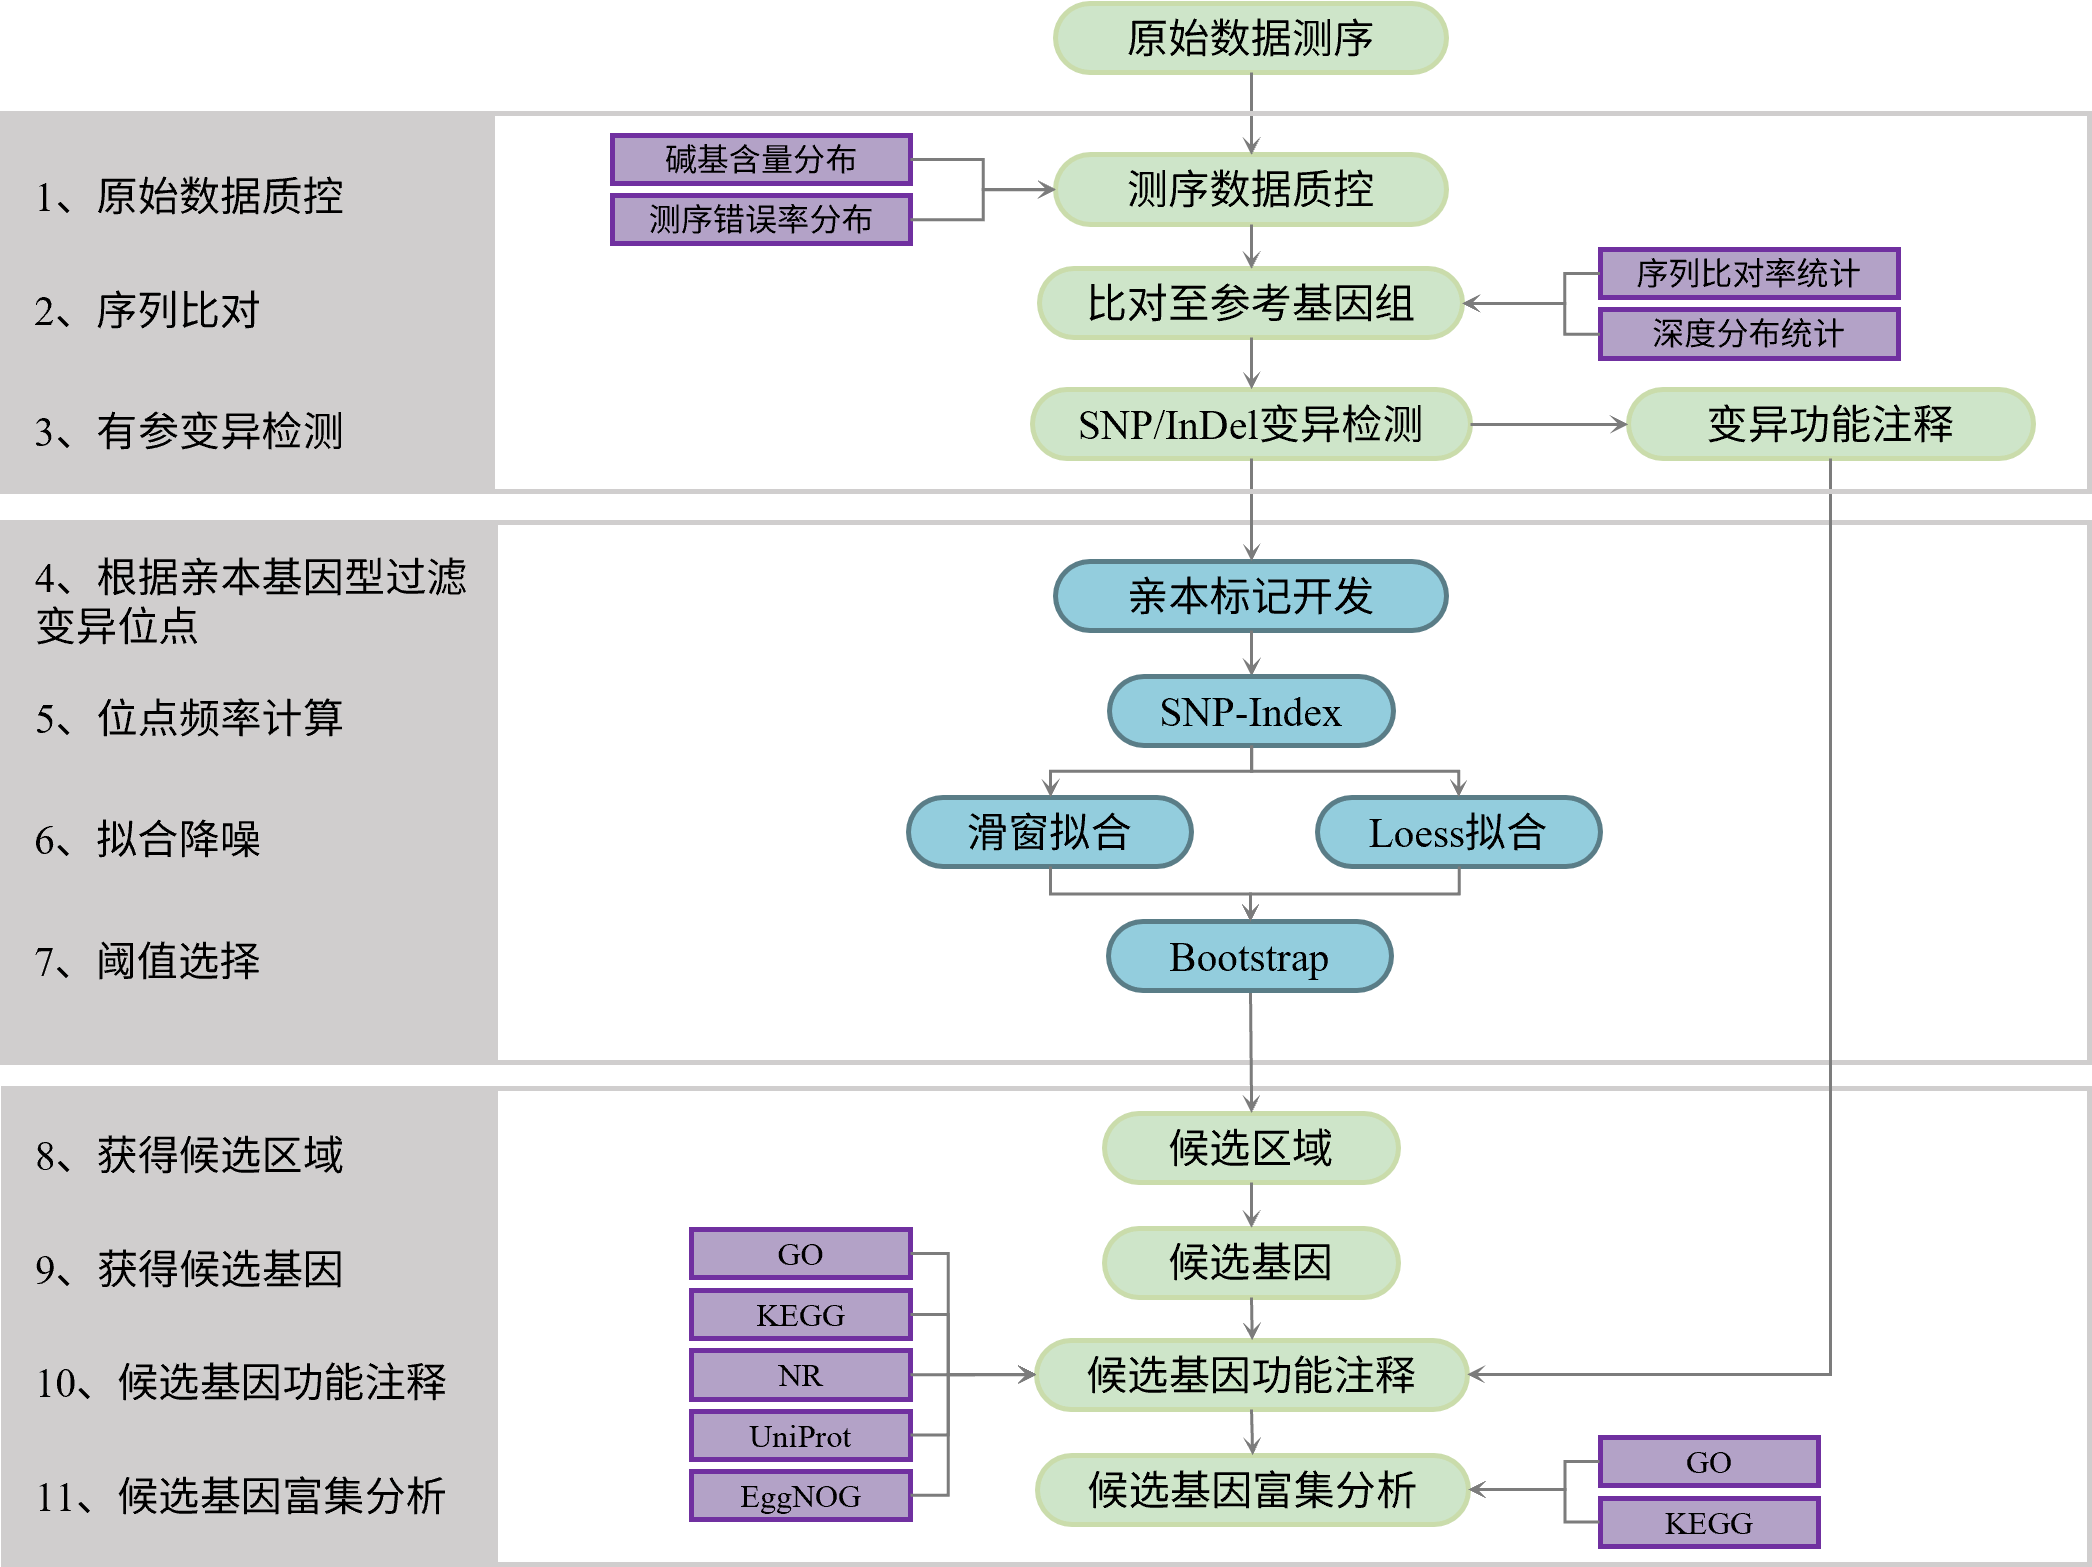 原始数据测序
1、原始数据质控
2、序列比对
3、有参变异检测
碱基含量分布
测序错误率分布
测序数据质控
比对至参考基因组
序列比对率统计
深度分布统计
SNP/InDel变异检测
变异功能注释
4、根据亲本基因型过滤
变异位点
5、位点频率计算
6、拟合降噪
7、阈值选择
亲本标记开发
SNP-Index
滑窗拟合
Loess拟合
Bootstrap
8、获得候选区域
9、获得候选基因
10、候选基因功能注释
11、候选基因富集分析
候选区域
候选基因
GO
KEGG
NR
UniProt
EggNOG
候选基因功能注释
候选基因富集分析
GO
KEGG